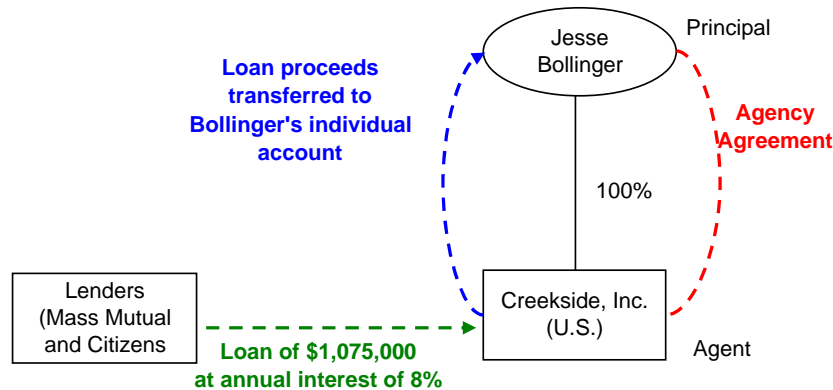 Jesse
Bollinger
Principal
Loan proceeds
transferred to
Bollinger's individual
account
Agency
Agreement
100%
Lenders
(Mass Mutual
and Citizens
Creekside, Inc.
(U.S.)
Agent
Loan of $1,075,000
at annual interest of 8%